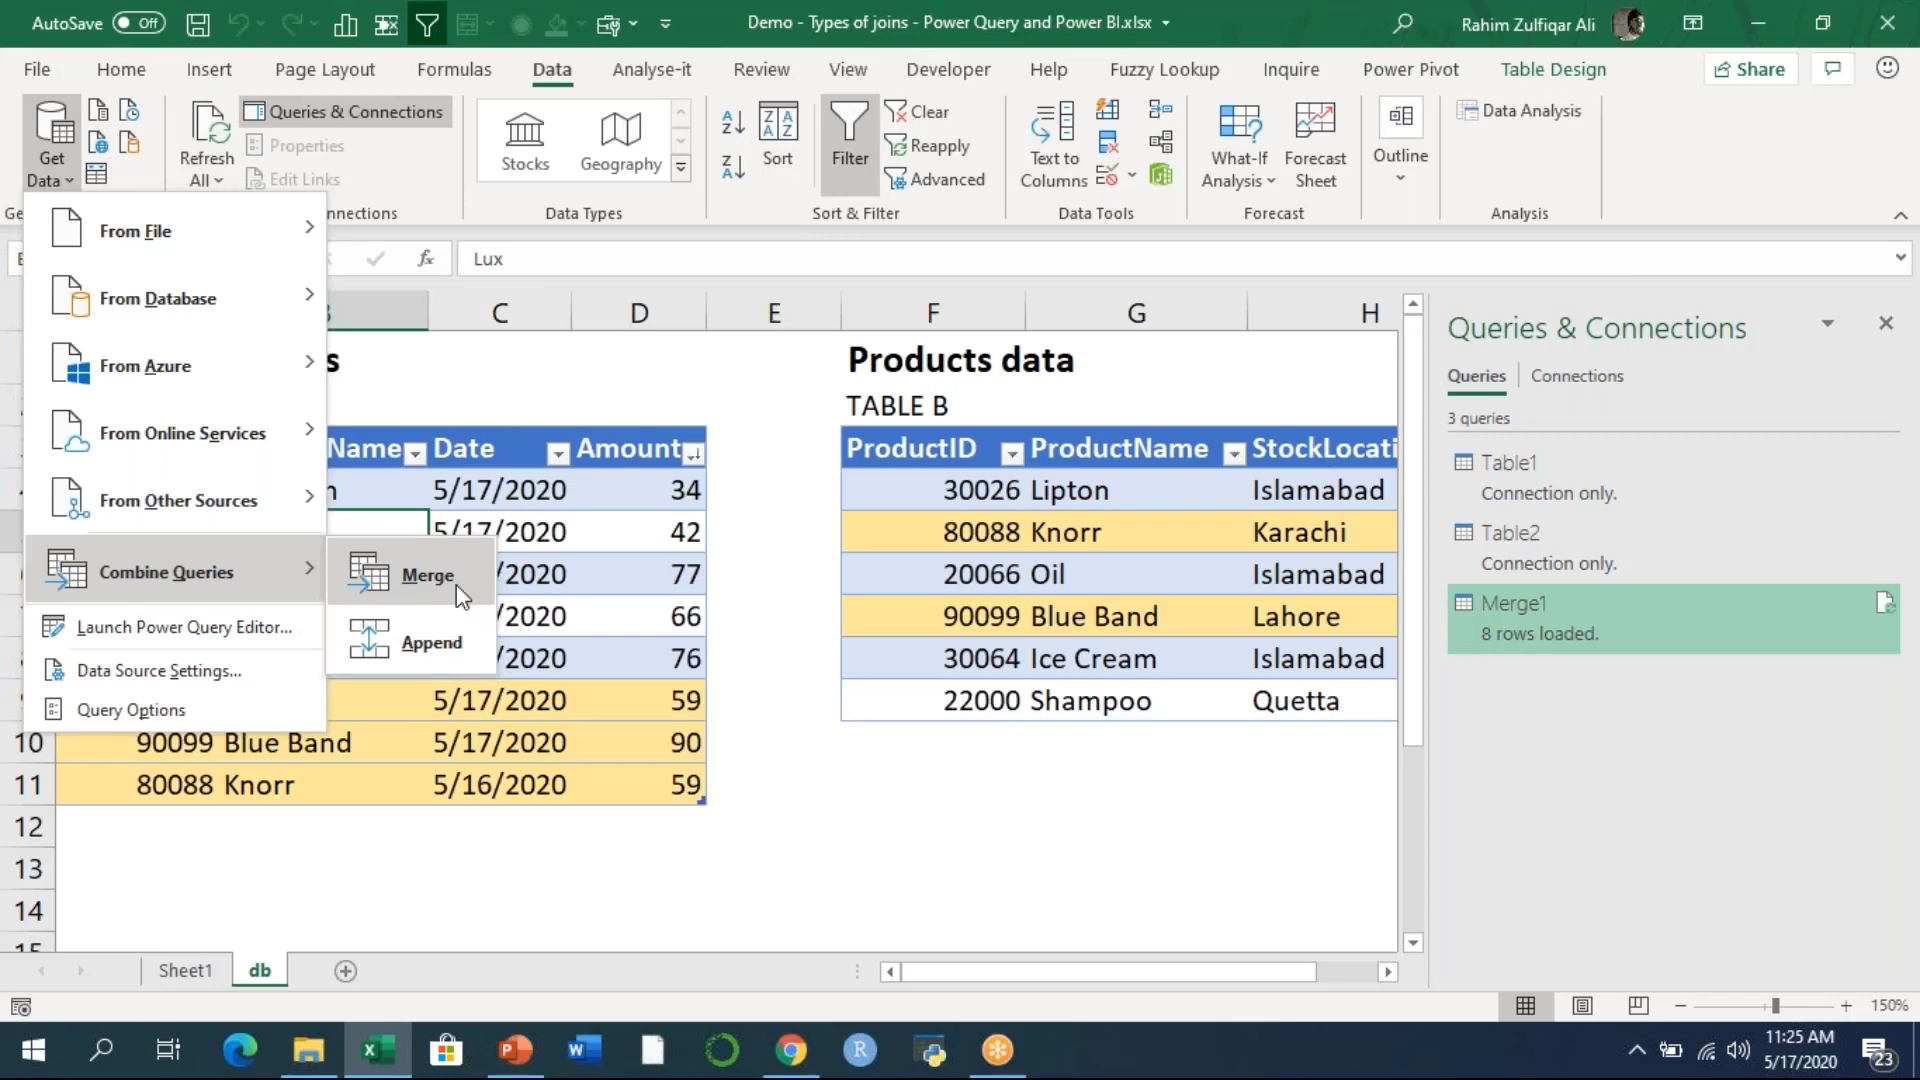 AutoSave Off
Demo - Types of joins - Power Query and Power BI.xlsx
Rahim Zulfiqar Ali
File Home Insert Page Layout Formulas Data Analyse-it Review View Developer Help Fuzzy Lookup Inquire Power Pivot Table Design Share
Get Data
Refresh All
Queries & Connections
Properties
Edit Links
Stocks
Geography
Sort
Filter
Clear
Reapply
Advanced
Text to Columns
What-If Analysis
Forecast Sheet
Outline
Data Analysis
Ge
nnections
Data Types
Sort & Filter
Data Tools
Forecast
Analysis
fx
Lux
From File
From Database
From Azure
From Online Services
From Other Sources
Combine Queries
Launch Power Query Editor...
Data Source Settings...
Query Options
Merge
Append
C D E F G H
s
Products data
TABLE B
Name Date Amount ProductID ProductName StockLocati
n 5/17/2020 34 30026 Lipton Islamabad
5/17/2020 42 80088 Knorr Karachi
/2020 77 20066 Oil Islamabad
/2020 66 90099 Blue Band Lahore
/2020 76 30064 Ice Cream Islamabad
5/17/2020 59 22000 Shampoo Quetta
10 90099 Blue Band 5/17/2020 90
11 80088 Knorr 5/16/2020 59
12
13
14
15
Queries & Connections
Queries Connections
3 queries
Table1
Connection only.
Table2
Connection only.
Merge1
8 rows loaded.
Sheet1 db
150%
11:25 AM
5/17/2020
23